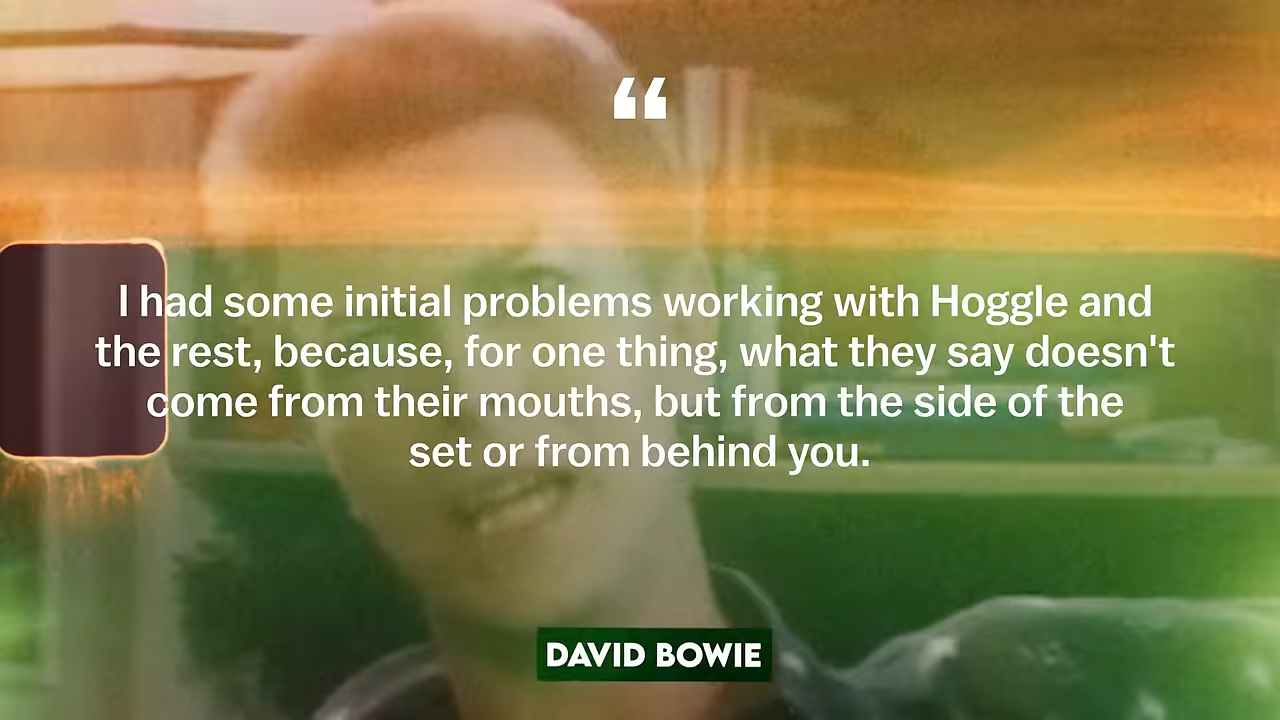 “
I had some initial problems working with Hoggle and
the rest, because, for one thing, what they say doesn't
come from their mouths, but from the side of the
set or from behind you.
DAVID BOWIE